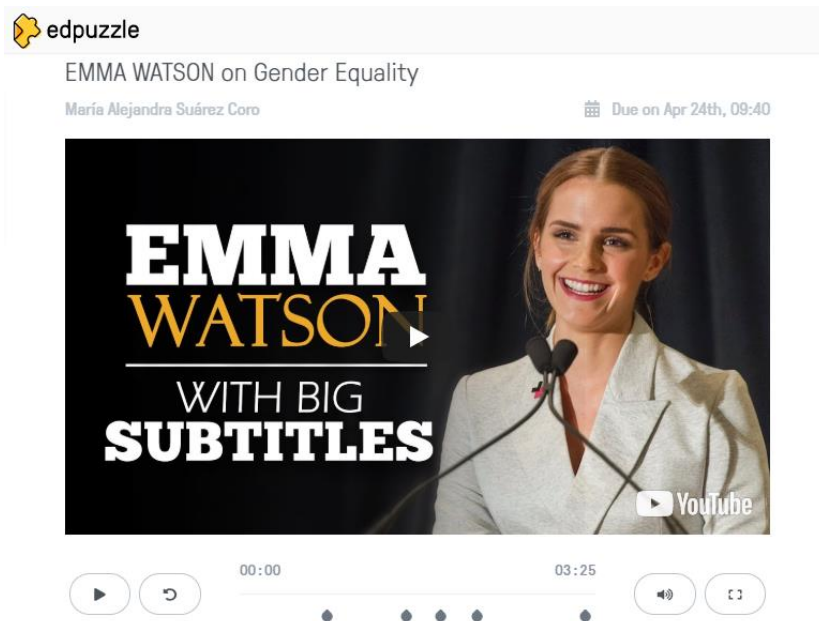 edpuzzle
EMMA WATSON on Gender Equality
María Alejandra Suárez Coro
Due on Apr 24th, 09:40
EMMA
WATSON
WITH BIG
SUBTITLES
YouTube
00:00
03:25